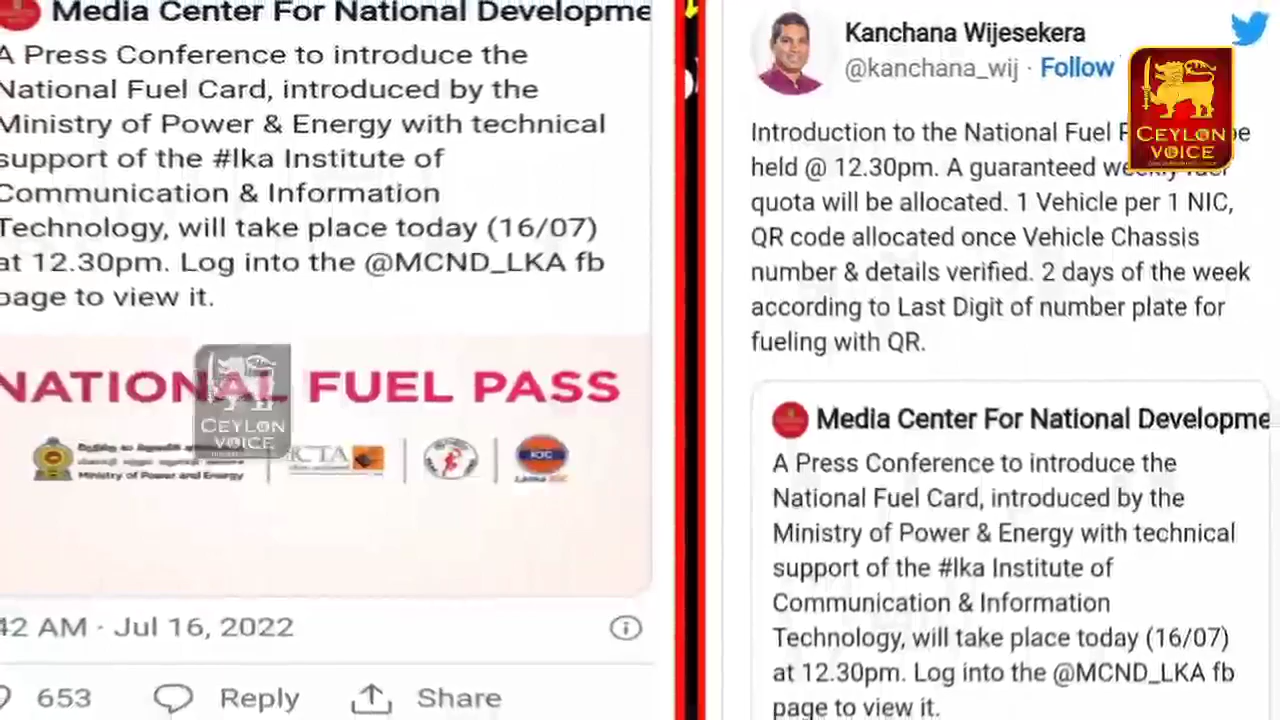 Media Center For National Developme
A Press Conference to introduce the
National Fuel Card, introduced by the
Ministry of Power & Energy with technical
support of the #lka Institute of
Communication & Information
Technology, will take place today (16/07)
at 12.30pm. Log into the @MCND_LKA fb
page to view it.
NATIONAL FUEL PASS
CEYLON
VOICE
Ministry of Power and Energy
ICTA
IOC
Lanka IOC
42 AM · Jul 16, 2022
653 Reply Share
Kanchana Wijesekera
@kanchana_wij · Follow
CEYLON
VOICE
Introduction to the National Fuel be
held @ 12.30pm. A guaranteed weekly fuel
quota will be allocated. 1 Vehicle per 1 NIC,
QR code allocated once Vehicle Chassis
number & details verified. 2 days of the week
according to Last Digit of number plate for
fueling with QR.
Media Center For National Developme
A Press Conference to introduce the
National Fuel Card, introduced by the
Ministry of Power & Energy with technical
support of the #lka Institute of
Communication & Information
Technology, will take place today (16/07)
at 12.30pm. Log into the @MCND_LKA fb
page to view it.